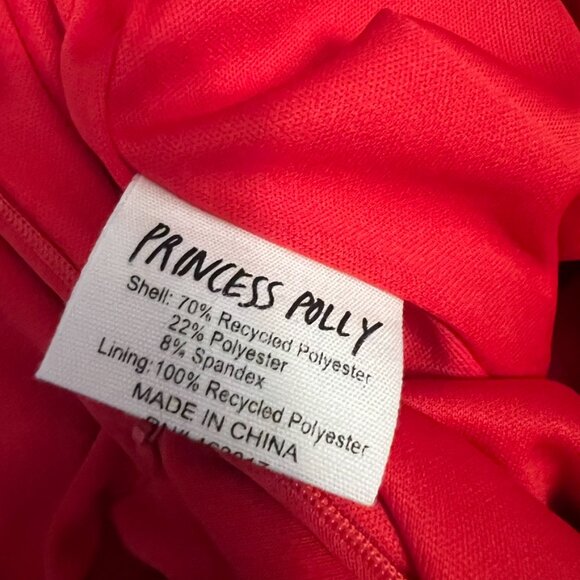 PRINCESS POLLY
Shell: 70% Recycled Polyester
22% Polyester
8% Spandex
Lining: 100% Recycled Polyester
MADE IN CHINA